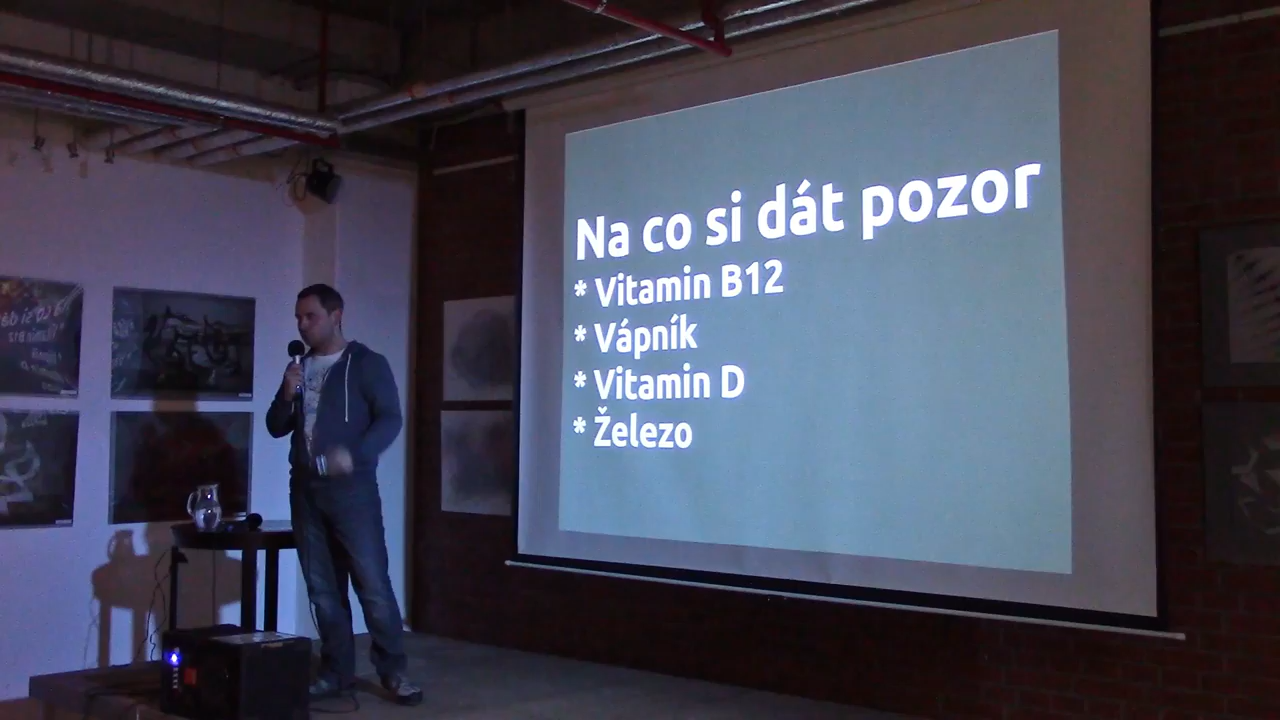 Na co si dát pozor
* Vitamin B12
* Vápník
* Vitamin D
* Železo